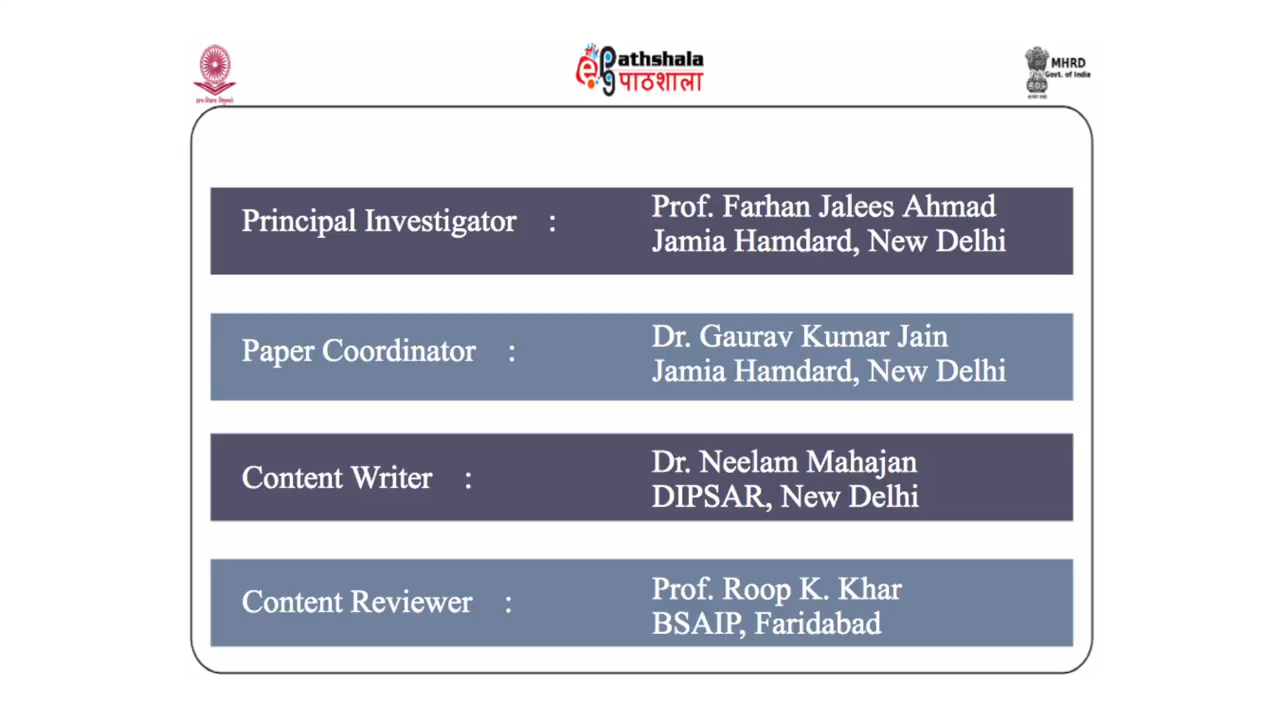 Pathshala
पाठशाला
MHRD
Govt. of India
Principal Investigator :
Prof. Farhan Jalees Ahmad
Jamia Hamdard, New Delhi
Paper Coordinator :
Dr. Gaurav Kumar Jain
Jamia Hamdard, New Delhi
Content Writer :
Dr. Neelam Mahajan
DIPSAR, New Delhi
Content Reviewer :
Prof. Roop K. Khar
BSAIP, Faridabad